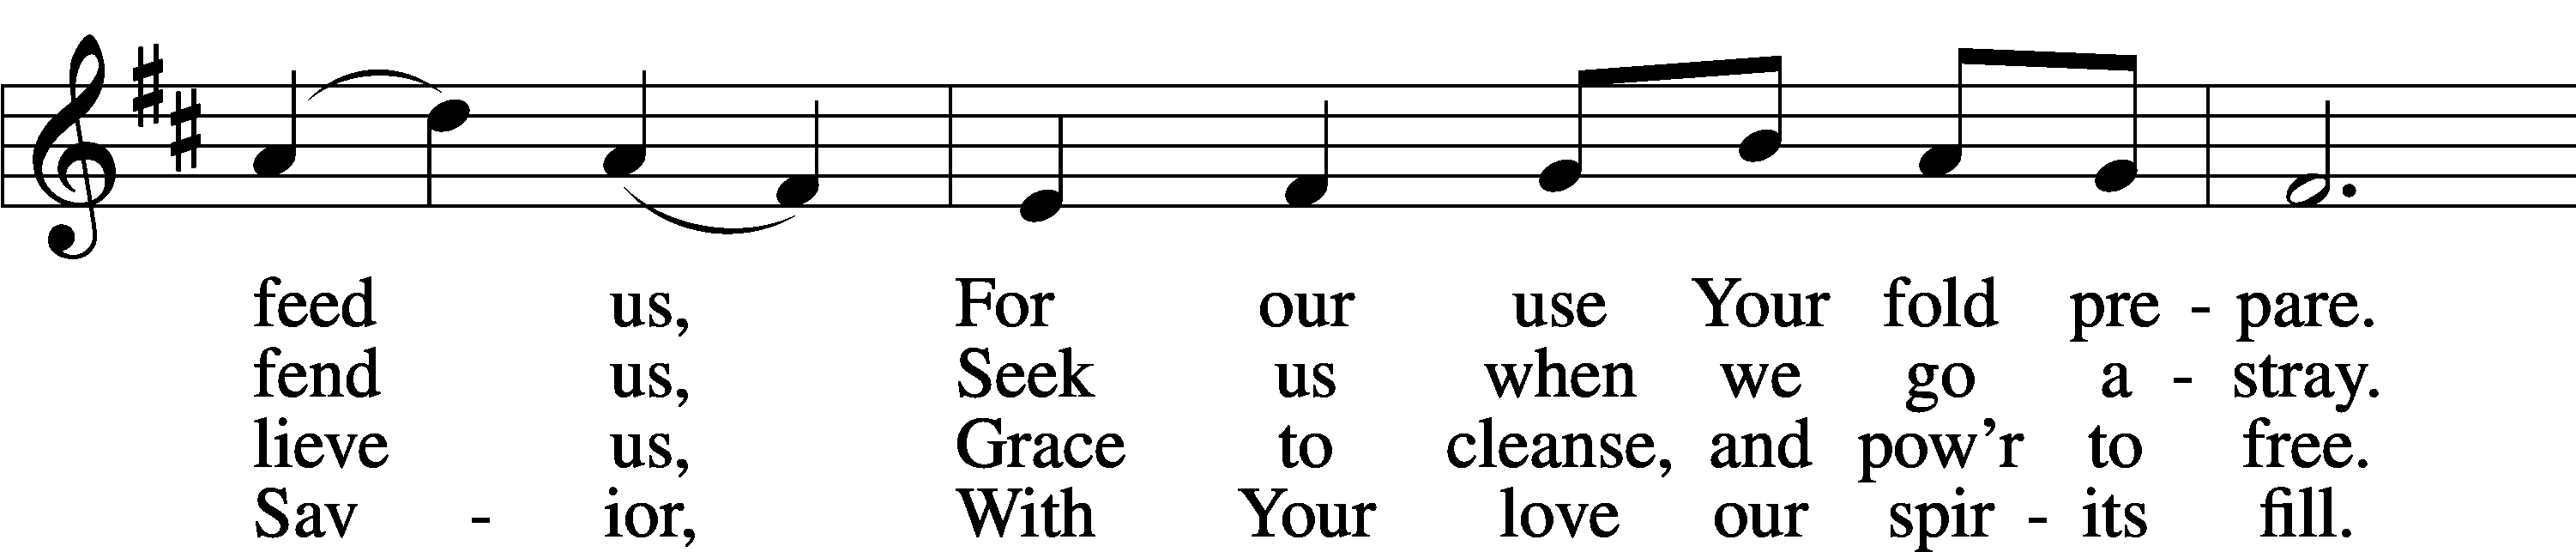 feed us, For our use Your fold pre - pare.
fend us, Seek us when we go a - stray.
lieve us, Grace to cleanse, and pow’r to free.
Sav - ior, With Your love our spir - its fill.